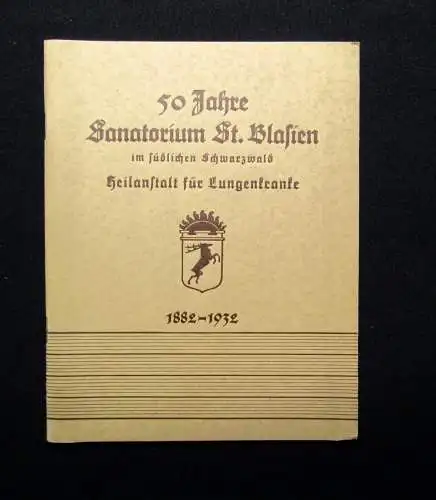 50 Jahre
Sanatorium St. Blasien
im südlichen Schwarzwald
Heilanstalt für Lungenkranke
1882-1932